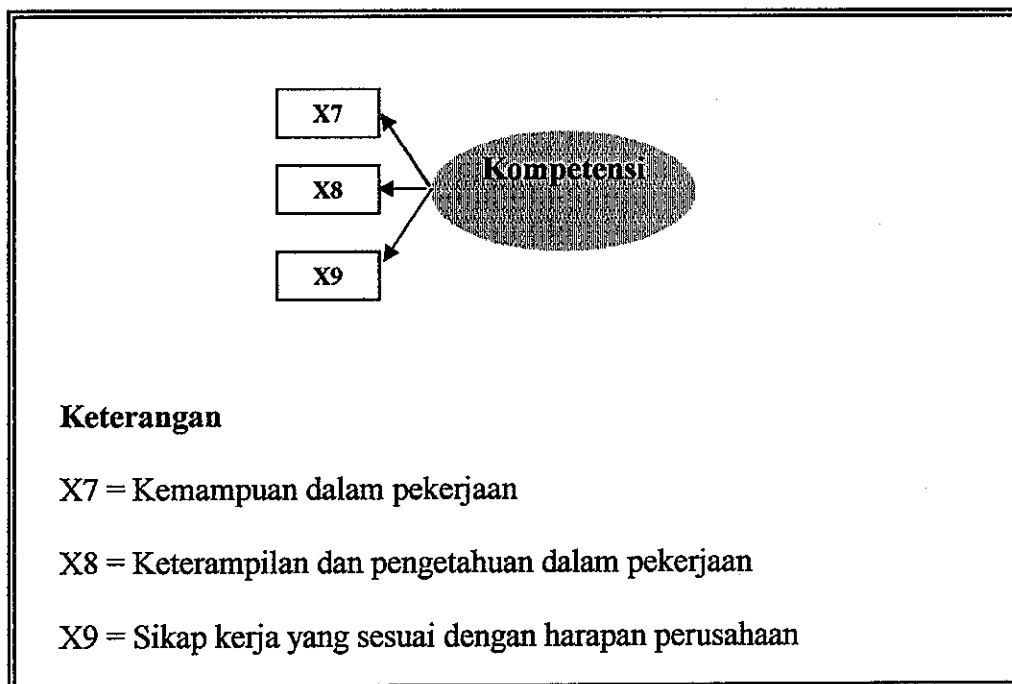 X7
Kompetensi
X8
X9
Keterangan
X7 = Kemampuan dalam pekerjaan
X8 = Keterampilan dan pengetahuan dalam pekerjaan
X9 = Sikap kerja yang sesuai dengan harapan perusahaan